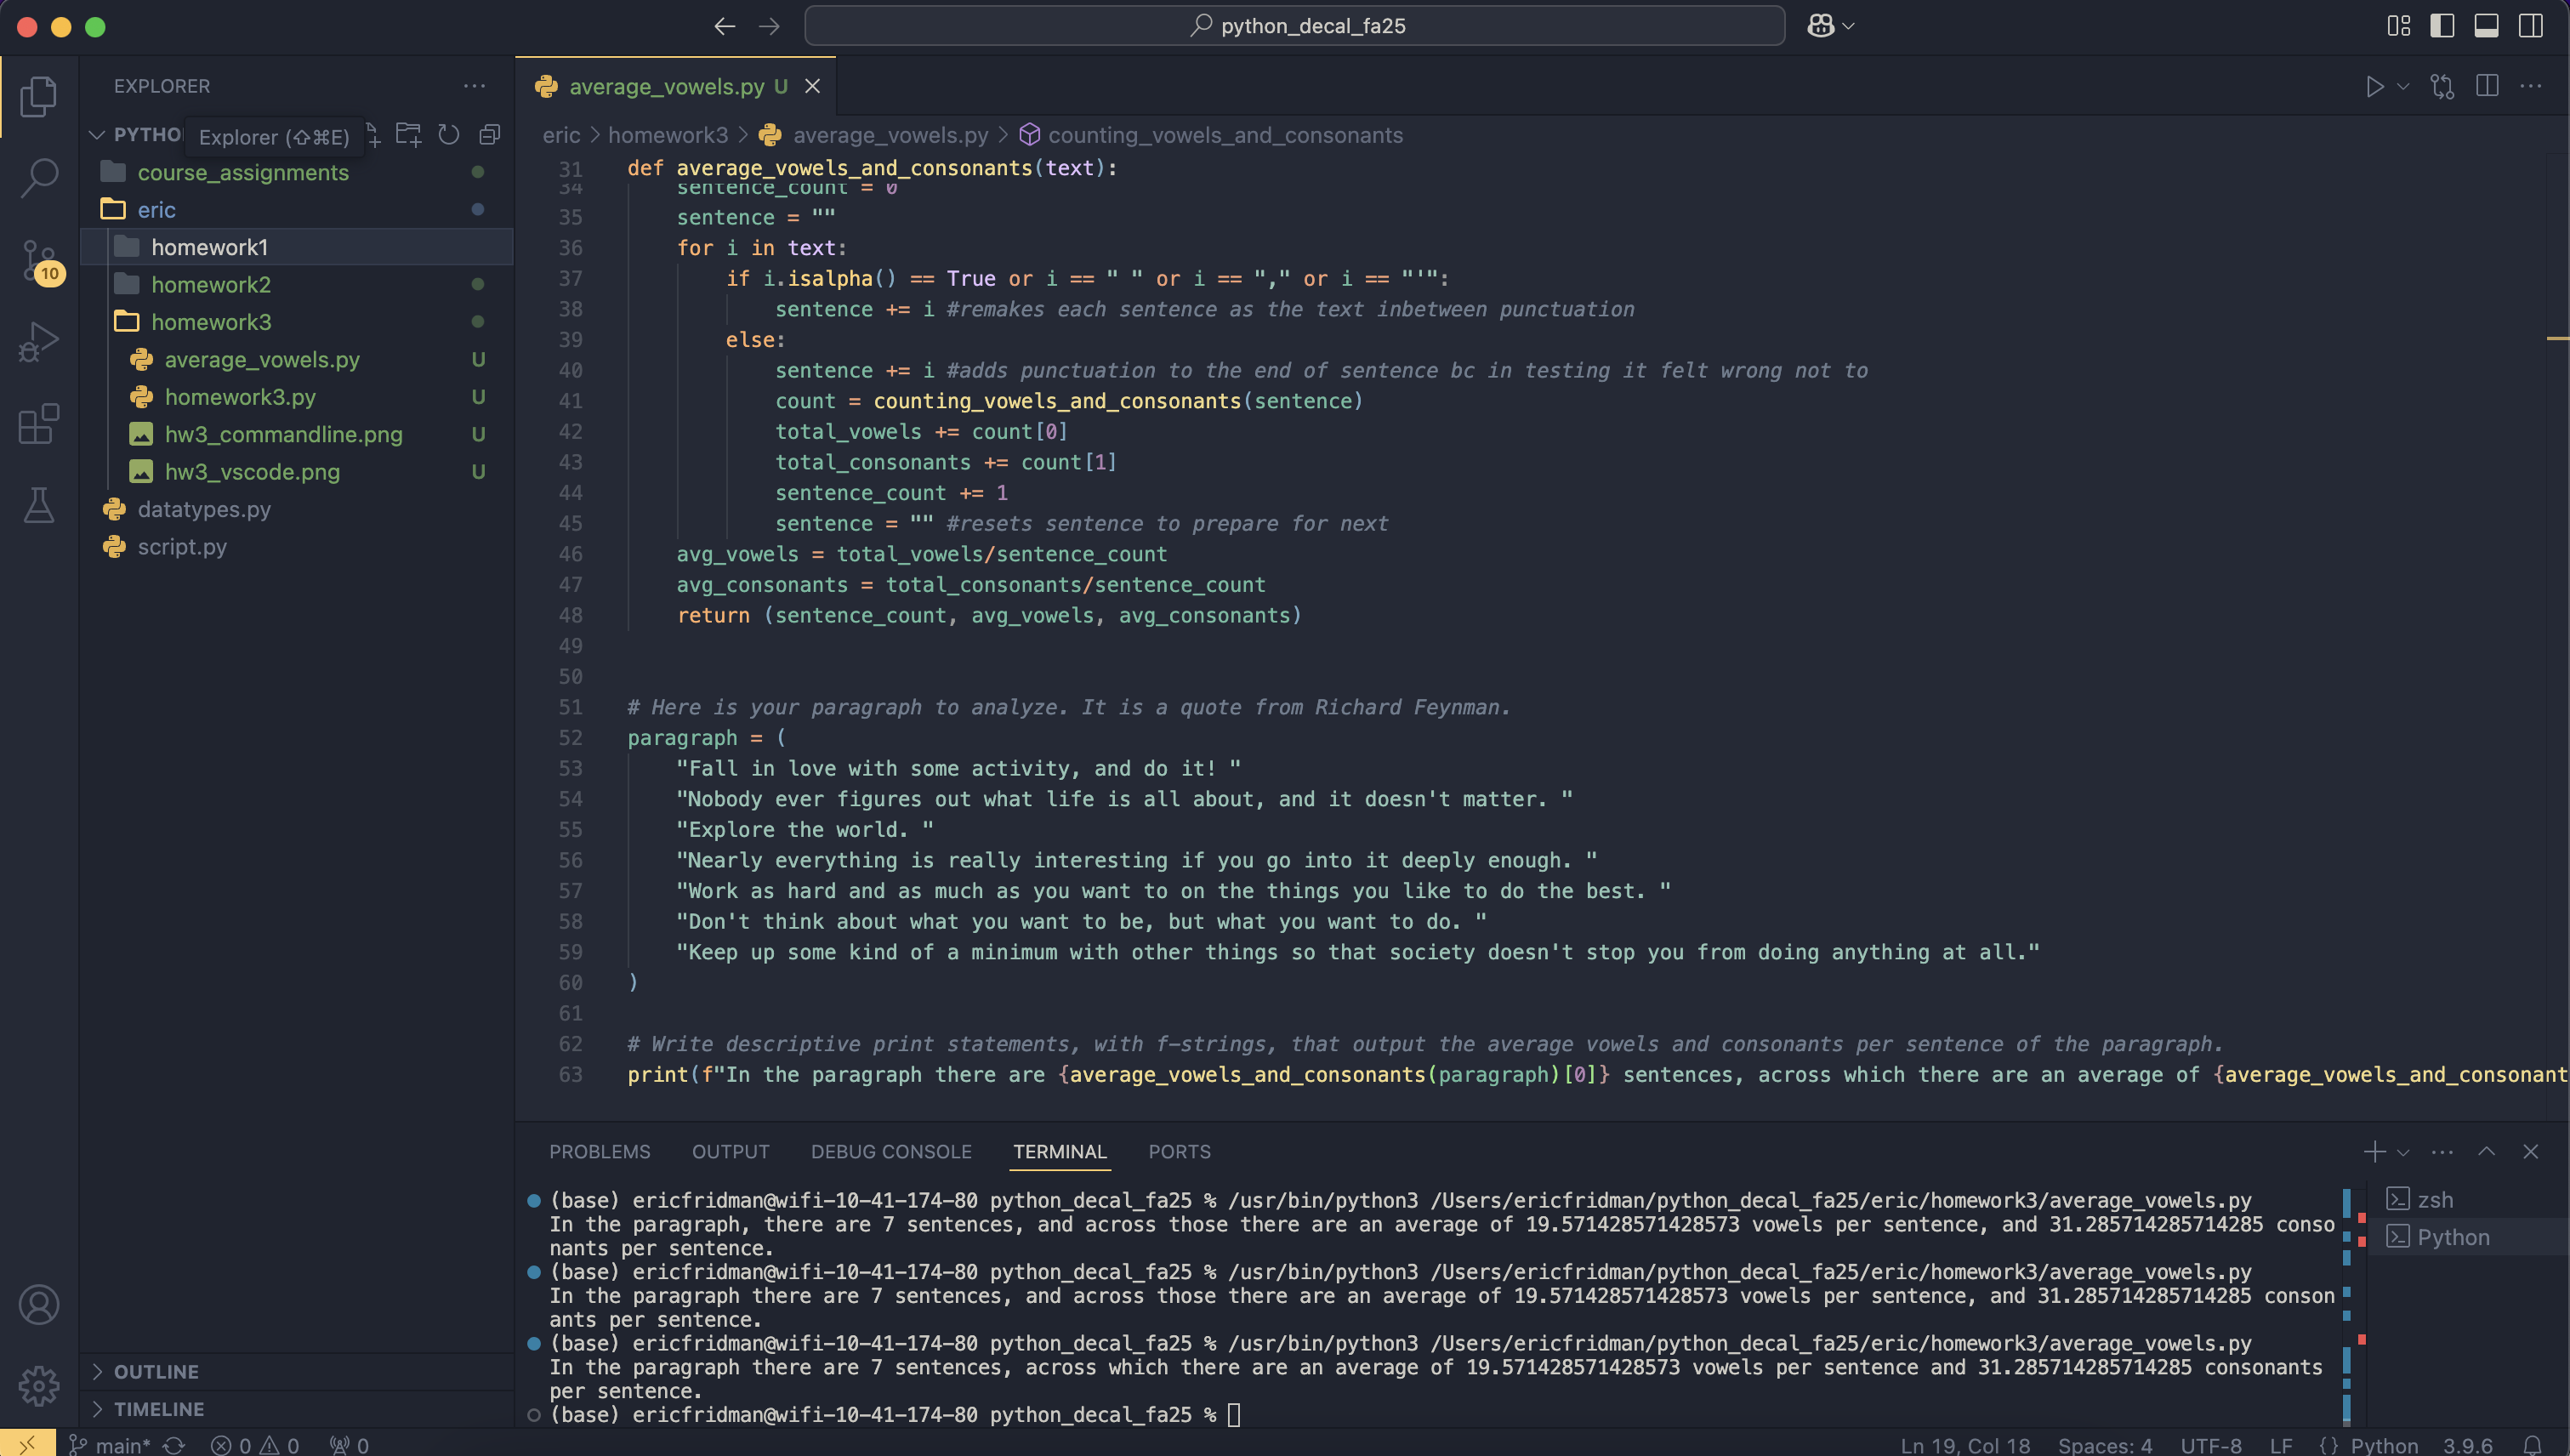 python_decal_fa25
EXPLORER
average_vowels.py U
PYTHO
Explorer (⇧⌘E)
eric > homework3 > average_vowels.py > counting_vowels_and_consonants
course_assignments
eric
homework1
homework2
homework3
average_vowels.py U
homework3.py U
hw3_commandline.png U
hw3_vscode.png U
datatypes.py
script.py
10
OUTLINE
TIMELINE
31 def average_vowels_and_consonants(text):
34 sentence_count = 0
35 sentence = ""
36 for i in text:
37 if i.isalpha() == True or i == " " or i == "," or i == "'":
38 sentence += i #remakes each sentence as the text inbetween punctuation
39 else:
40 sentence += i #adds punctuation to the end of sentence bc in testing it felt wrong not to
41 count = counting_vowels_and_consonants(sentence)
42 total_vowels += count[0]
43 total_consonants += count[1]
44 sentence_count += 1
45 sentence = "" #resets sentence to prepare for next
46 avg_vowels = total_vowels/sentence_count
47 avg_consonants = total_consonants/sentence_count
48 return (sentence_count, avg_vowels, avg_consonants)
49
50
51 # Here is your paragraph to analyze. It is a quote from Richard Feynman.
52 paragraph = (
53 "Fall in love with some activity, and do it! "
54 "Nobody ever figures out what life is all about, and it doesn't matter. "
55 "Explore the world. "
56 "Nearly everything is really interesting if you go into it deeply enough. "
57 "Work as hard and as much as you want to on the things you like to do the best. "
58 "Don't think about what you want to be, but what you want to do. "
59 "Keep up some kind of a minimum with other things so that society doesn't stop you from doing anything at all."
60 )
61
62 # Write descriptive print statements, with f-strings, that output the average vowels and consonants per sentence of the paragraph.
63 print(f"In the paragraph there are {average_vowels_and_consonants(paragraph)[0]} sentences, across which there are an average of {average_vowels_and_consonant
PROBLEMS OUTPUT DEBUG CONSOLE TERMINAL PORTS
(base) ericfridman@wifi-10-41-174-80 python_decal_fa25 % /usr/bin/python3 /Users/ericfridman/python_decal_fa25/eric/homework3/average_vowels.py
In the paragraph, there are 7 sentences, and across those there are an average of 19.571428571428573 vowels per sentence, and 31.285714285714285 conso
nants per sentence.
(base) ericfridman@wifi-10-41-174-80 python_decal_fa25 % /usr/bin/python3 /Users/ericfridman/python_decal_fa25/eric/homework3/average_vowels.py
In the paragraph there are 7 sentences, and across those there are an average of 19.571428571428573 vowels per sentence, and 31.285714285714285 conson
ants per sentence.
(base) ericfridman@wifi-10-41-174-80 python_decal_fa25 % /usr/bin/python3 /Users/ericfridman/python_decal_fa25/eric/homework3/average_vowels.py
In the paragraph there are 7 sentences, across which there are an average of 19.571428571428573 vowels per sentence and 31.285714285714285 consonants
per sentence.
(base) ericfridman@wifi-10-41-174-80 python_decal_fa25 %
zsh
Python
main* 0 0 0
Ln 19, Col 18 Spaces: 4 UTF-8 LF {} Python 3.9.6